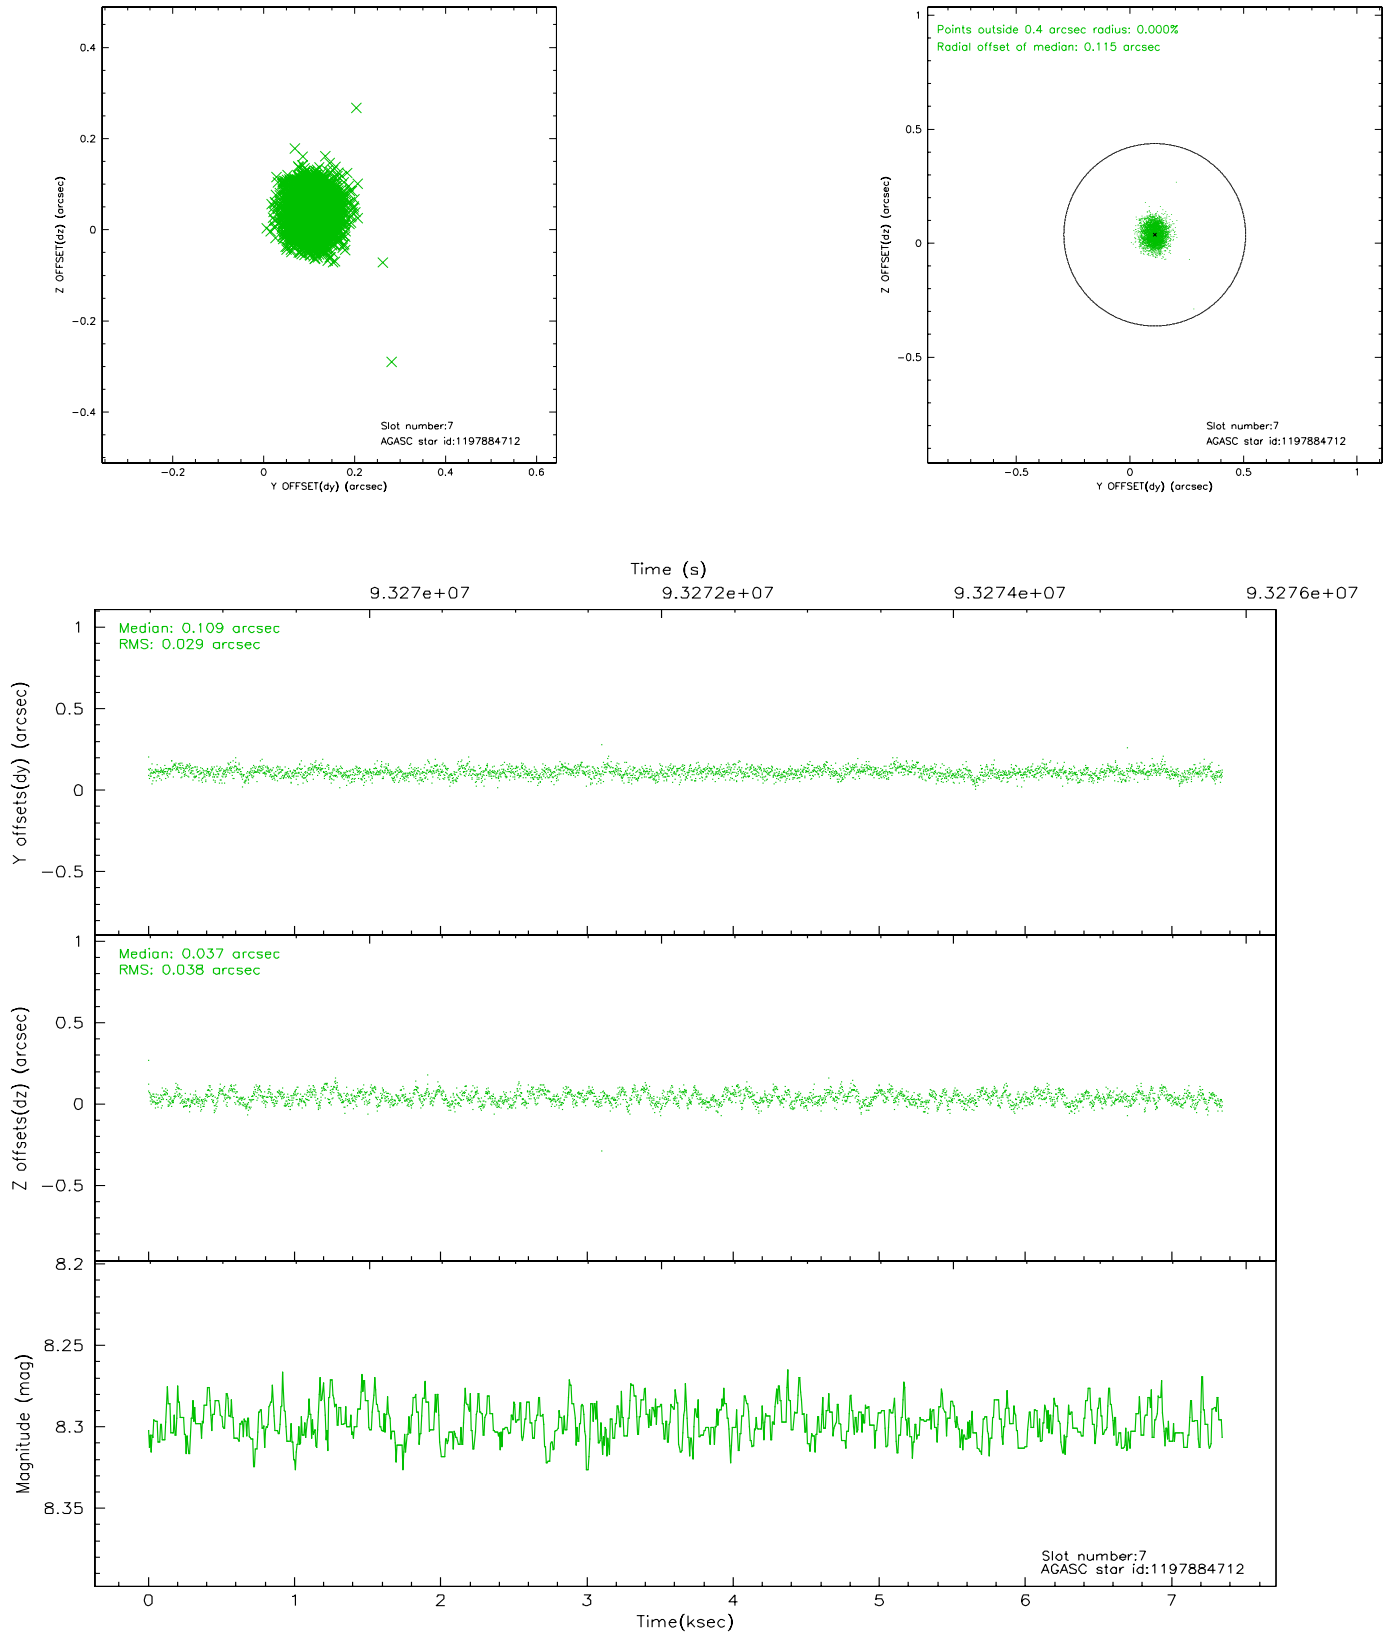 0.4
0.2
0
−0.2
−0.4
Z OFFSET(dz) (arcsec)
Slot number:7
AGASC star id:1197884712
−0.2 0 0.2 0.4 0.6
Y OFFSET(dy) (arcsec)
Points outside 0.4 arcsec radius: 0.000%
Radial offset of median: 0.115 arcsec
1
0.5
0
−0.5
Z OFFSET(dz) (arcsec)
Slot number:7
AGASC star id:1197884712
−0.5 0 0.5 1
Y OFFSET(dy) (arcsec)
Time (s)
9.327e+07 9.3272e+07 9.3274e+07 9.3276e+07
Median: 0.109 arcsec
RMS: 0.029 arcsec
1
0.5
0
−0.5
Y offsets(dy) (arcsec)
Median: 0.037 arcsec
RMS: 0.038 arcsec
1
0.5
0
−0.5
Z offsets(dz) (arcsec)
8.2
8.25
8.3
8.35
Magnitude (mag)
Slot number:7
AGASC star id:1197884712
0 1 2 3 4 5 6 7
Time(ksec)